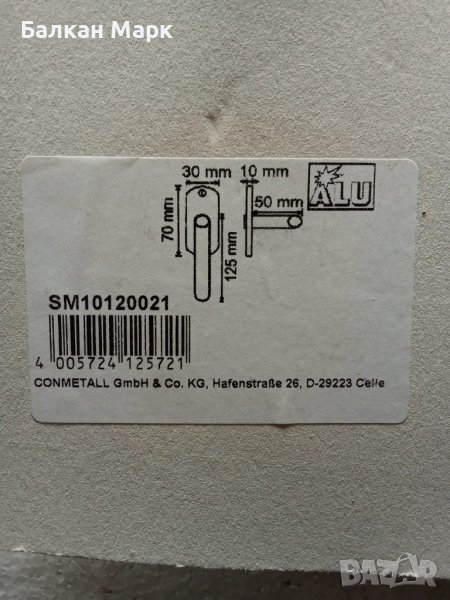 Балкан Марк
30 mm
10 mm
ALU
50 mm
70 mm
125 mm
SM10120021
4 005724 125721
CONMETALL GmbH & Co. KG, Hafenstraße 26, D-29223 Celle
BAZAR